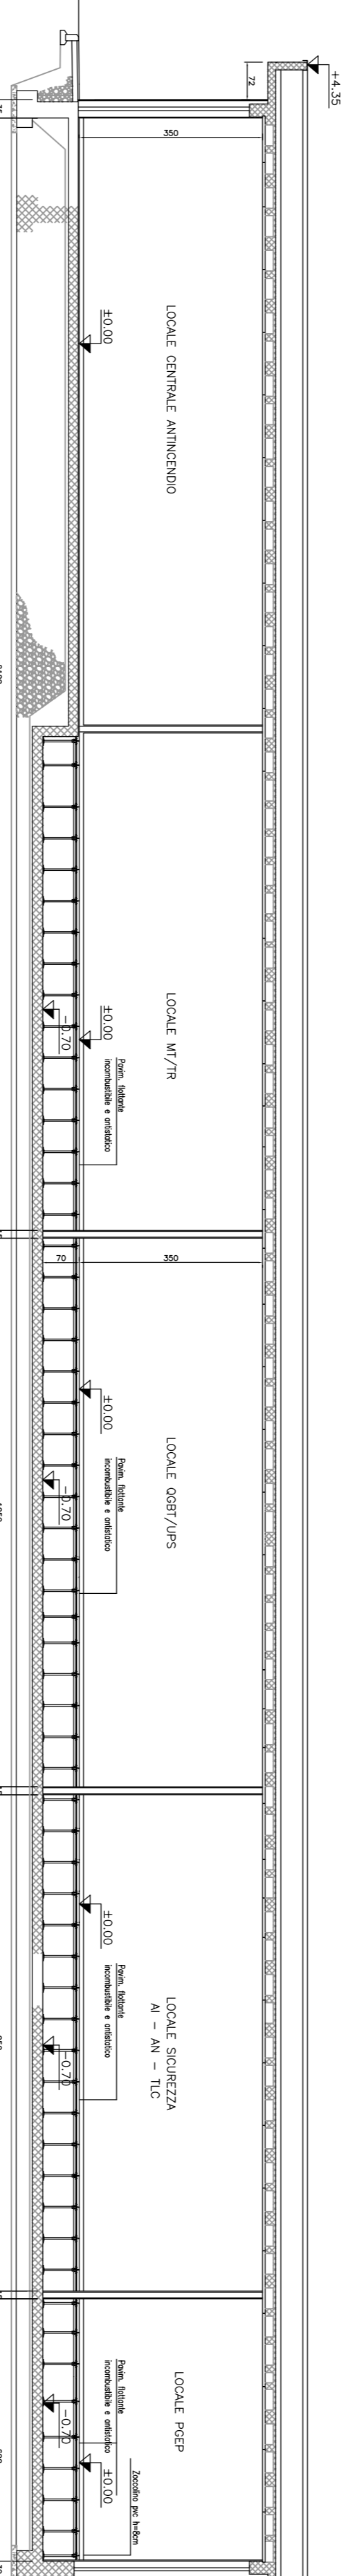 +4.35
72
350
±0.00
LOCALE CENTRALE ANTINCENDIO
LOCALE MT/TR
±0.00
-0.70
Pavim. flottante
incombustibile e antistatico
350
70
LOCALE QGBT/UPS
±0.00
-0.70
Pavim. flottante
incombustibile e antistatico
LOCALE SICUREZZA
AI - AN - TLC
±0.00
-0.70
Pavim. flottante
incombustibile e antistatico
LOCALE PGEP
Pavim. flottante
incombustibile e antistatico
±0.00
-0.70
Zoccolino pvc h=8cm